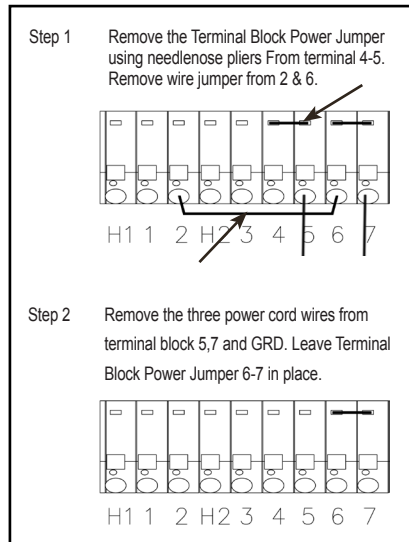 Step 1 Remove the Terminal Block Power Jumper
using needlenose pliers From terminal 4-5.
Remove wire jumper from 2 & 6.
H1 1 2 H2 3 4 5 6 7
Step 2 Remove the three power cord wires from
terminal block 5,7 and GRD. Leave Terminal
Block Power Jumper 6-7 in place.
H1 1 2 H2 3 4 5 6 7